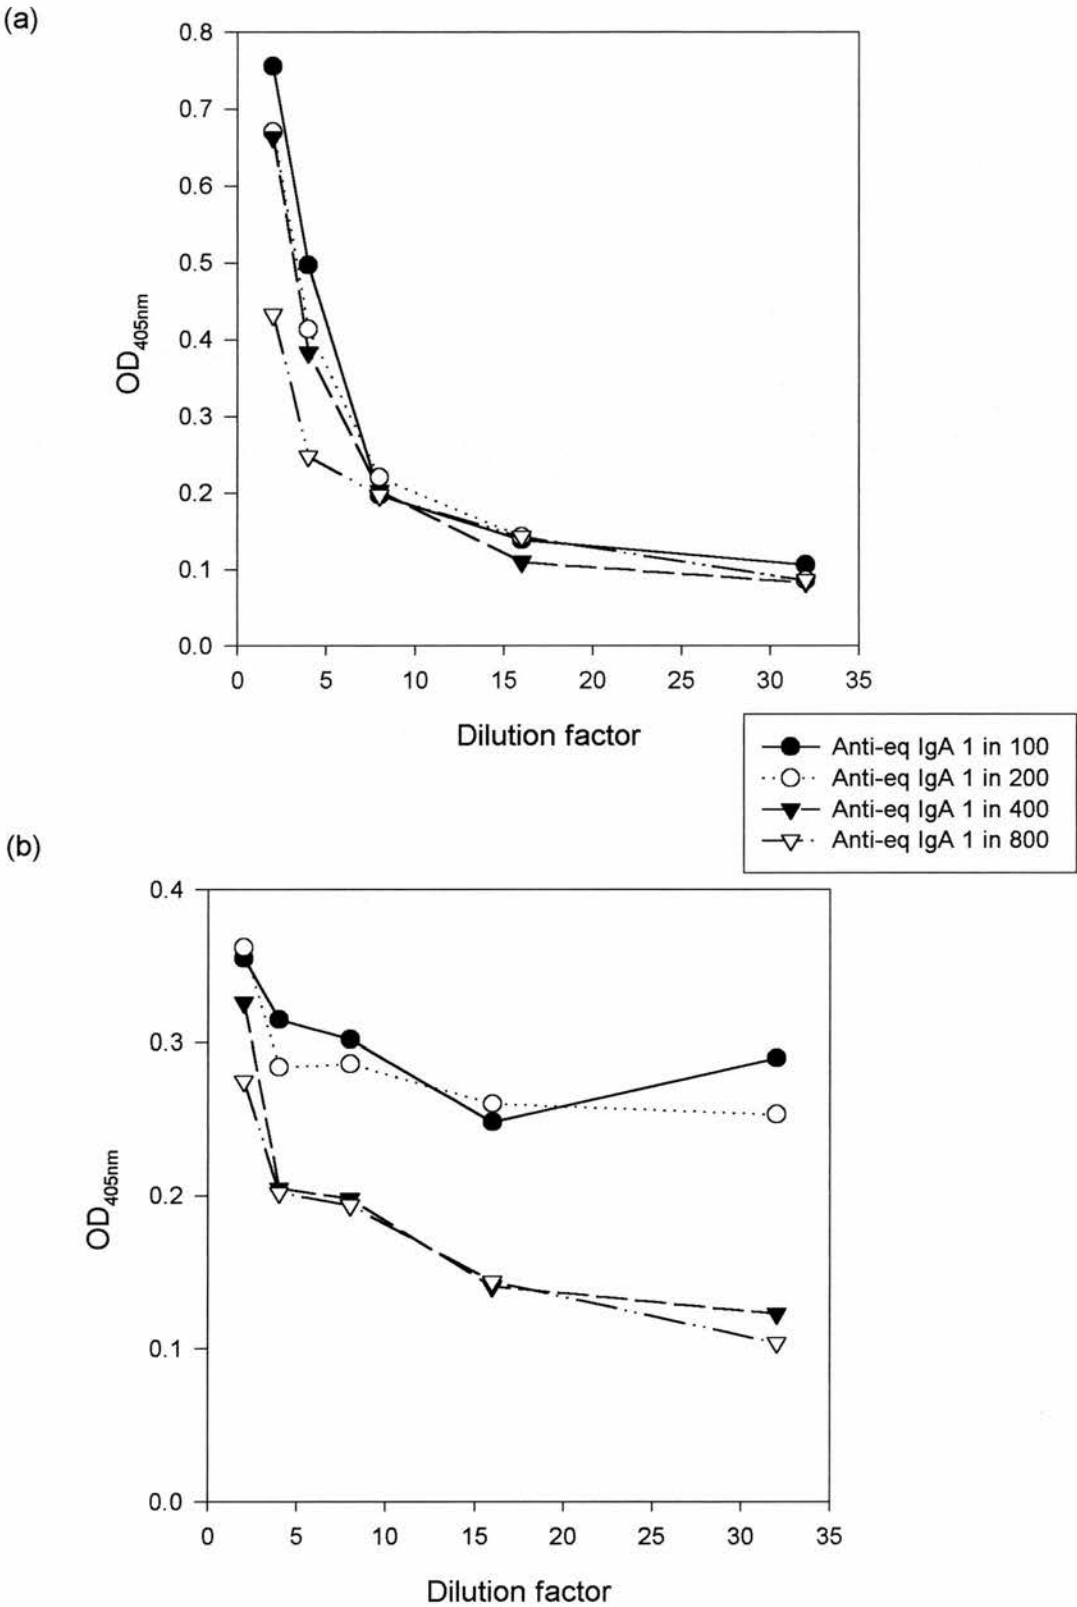 (a)
0.8
0.7
0.6
0.5
0.4
0.3
0.2
0.1
0.0
OD405nm
0 5 10 15 20 25 30 35
Dilution factor
Anti-eq IgA 1 in 100
Anti-eq IgA 1 in 200
Anti-eq IgA 1 in 400
Anti-eq IgA 1 in 800
(b)
0.4
0.3
0.2
0.1
0.0
OD405nm
0 5 10 15 20 25 30 35
Dilution factor